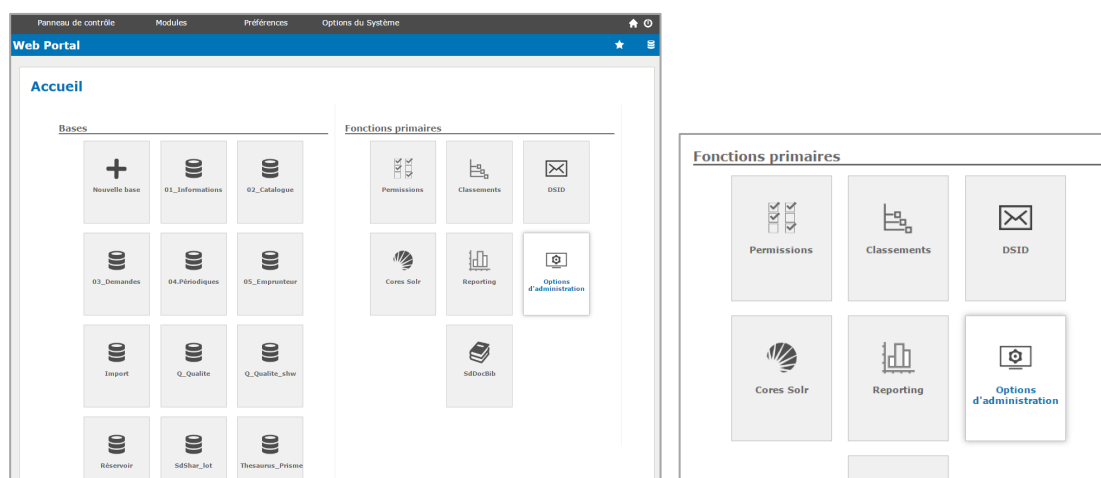 Panneau de contrôle Modules Préférences Options du Système
Web Portal
Accueil
Bases
Nouvelle base 01_Informations 02_Catalogue
03_Demandes 04.Périodiques 05_Emprunteur
Import Q_Qualite Q_Qualite_shw
Réservoir SdShar_lot Thesaurus_Prisme
Fonctions primaires
Permissions Classements DSID
Cores Solr Reporting Options
d'administration
SdDocBib
Fonctions primaires
Permissions Classements DSID
Cores Solr Reporting Options
d'administration